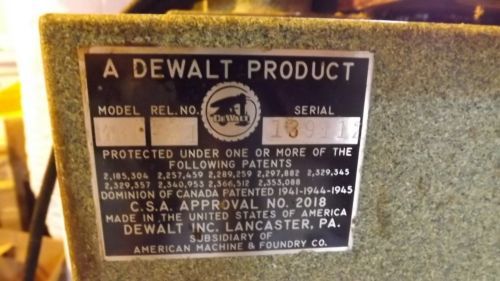 A DEWALT PRODUCT
MODEL REL. NO. SERIAL
DEWALT
PROTECTED UNDER ONE OR MORE OF THE
FOLLOWING PATENTS
2,185,304 2,257,459 2,289,259 2,297,882 2,329,345
2,329,357 2,340,953 2,366,512 2,353,088
DOMINION OF CANADA PATENTED 1941-1944-1945
C.S.A. APPROVAL NO. 2018
MADE IN THE UNITED STATES OF AMERICA
DEWALT INC. LANCASTER, PA.
SUBSIDIARY OF
AMERICAN MACHINE & FOUNDRY CO.